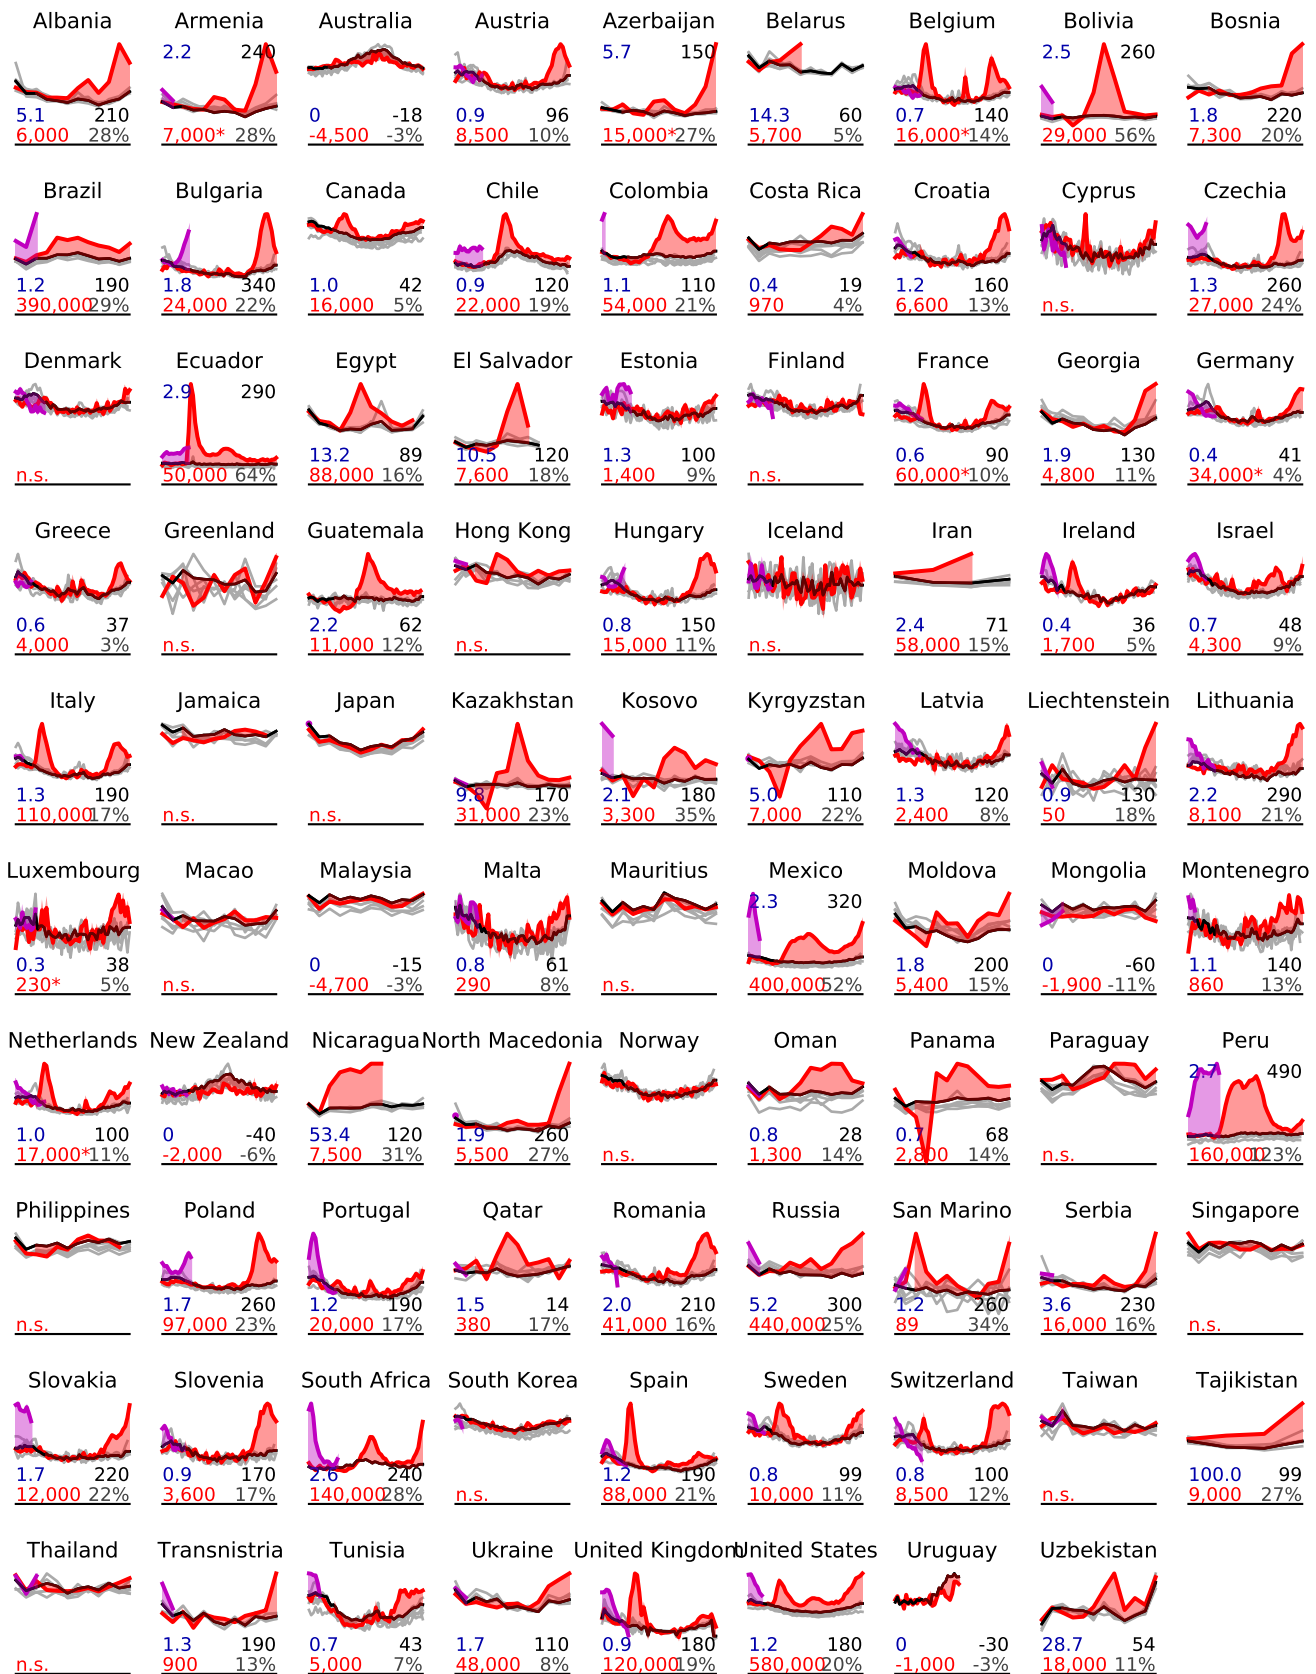 Albania Armenia Australia Austria Azerbaijan Belarus Belgium Bolivia Bosnia
2.2 240 5.7 150 2.5 260
5.1 210 0 -18 0.9 96 14.3 60 0.7 140 1.8 220
6,000 28% 7,000* 28% -4,500 -3% 8,500 10% 15,000* 27% 5,700 5% 16,000* 14% 29,000 56% 7,300 20%
Brazil Bulgaria Canada Chile Colombia Costa Rica Croatia Cyprus Czechia
1.2 190 1.8 340 1.0 42 0.9 120 1.1 110 0.4 19 1.2 160 1.3 260
390,000 29% 24,000 22% 16,000 5% 22,000 19% 54,000 21% 970 4% 6,600 13% n.s. 27,000 24%
Denmark Ecuador Egypt El Salvador Estonia Finland France Georgia Germany
2.9 290
13.2 89 10.5 120 1.3 100 0.6 90 1.9 130 0.4 41
n.s. 50,000 64% 88,000 16% 7,600 18% 1,400 9% n.s. 60,000* 10% 4,800 11% 34,000* 4%
Greece Greenland Guatemala Hong Kong Hungary Iceland Iran Ireland Israel
0.6 37 2.2 62 0.8 150 2.4 71 0.4 36 0.7 48
4,000 3% n.s. 11,000 12% n.s. 15,000 11% n.s. 58,000 15% 1,700 5% 4,300 9%
Italy Jamaica Japan Kazakhstan Kosovo Kyrgyzstan Latvia Liechtenstein Lithuania
1.3 190 9.8 170 2.1 180 5.0 110 1.3 120 0.9 130 2.2 290
110,000 17% n.s. n.s. 31,000 23% 3,300 35% 7,000 22% 2,400 8% 50 18% 8,100 21%
Luxembourg Macao Malaysia Malta Mauritius Mexico Moldova Mongolia Montenegro
2.3 320
0.3 38 0 -15 0.8 61 1.8 200 0 -60 1.1 140
230* 5% n.s. -4,700 -3% 290 8% n.s. 400,000 52% 5,400 15% -1,900 -11% 860 13%
Netherlands New Zealand Nicaragua North Macedonia Norway Oman Panama Paraguay Peru
2.7 490
1.0 100 0 -40 53.4 120 1.9 260 0.8 28 0.7 68
17,000* 11% -2,000 -6% 7,500 31% 5,500 27% n.s. 1,300 14% 2,800 14% n.s. 160,000 123%
Philippines Poland Portugal Qatar Romania Russia San Marino Serbia Singapore
1.7 260 1.2 190 1.5 14 2.0 210 5.2 300 1.2 260 3.6 230
n.s. 97,000 23% 20,000 17% 380 17% 41,000 16% 440,000 25% 89 34% 16,000 16% n.s.
Slovakia Slovenia South Africa South Korea Spain Sweden Switzerland Taiwan Tajikistan
1.7 220 0.9 170 2.6 240 1.2 190 0.8 99 0.8 100 100.0 99
12,000 22% 3,600 17% 140,000 28% n.s. 88,000 21% 10,000 11% 8,500 12% n.s. 9,000 27%
Thailand Transnistria Tunisia Ukraine United Kingdom United States Uruguay Uzbekistan
1.3 190 0.7 43 1.7 110 0.9 180 1.2 180 0 -30 28.7 54
n.s. 900 13% 5,000 7% 48,000 8% 120,000 19% 580,000 20% -1,000 -3% 18,000 11%